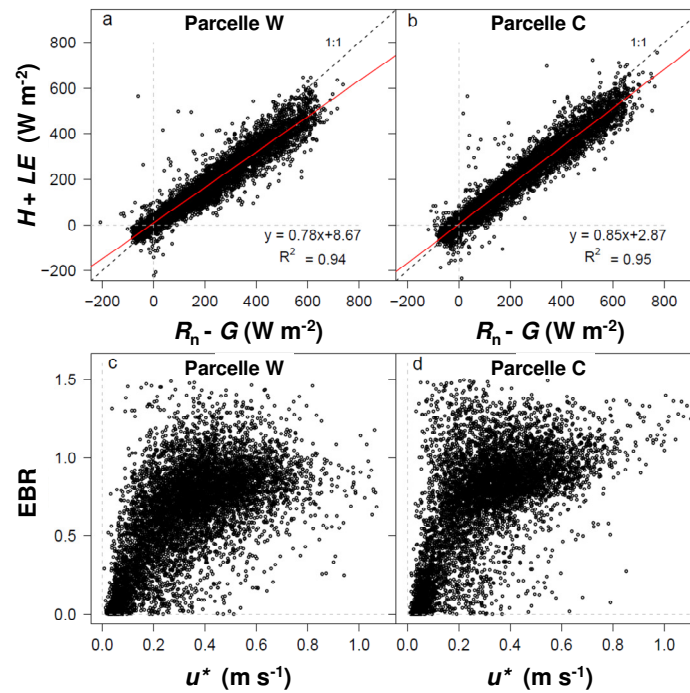 a
Parcelle W
1:1
800
600
400
200
0
−200
H + LE (W m-2)
y = 0.78x+8.67
R2 = 0.94
−200 0 200 400 600 800
Rn - G (W m-2)
b
Parcelle C
1:1
y = 0.85x+2.87
R2 = 0.95
−200 0 200 400 600 800
Rn - G (W m-2)
c
Parcelle W
1.5
1.0
0.5
0.0
EBR
0.0 0.2 0.4 0.6 0.8 1.0
u* (m s-1)
d
Parcelle C
0.0 0.2 0.4 0.6 0.8 1.0
u* (m s-1)